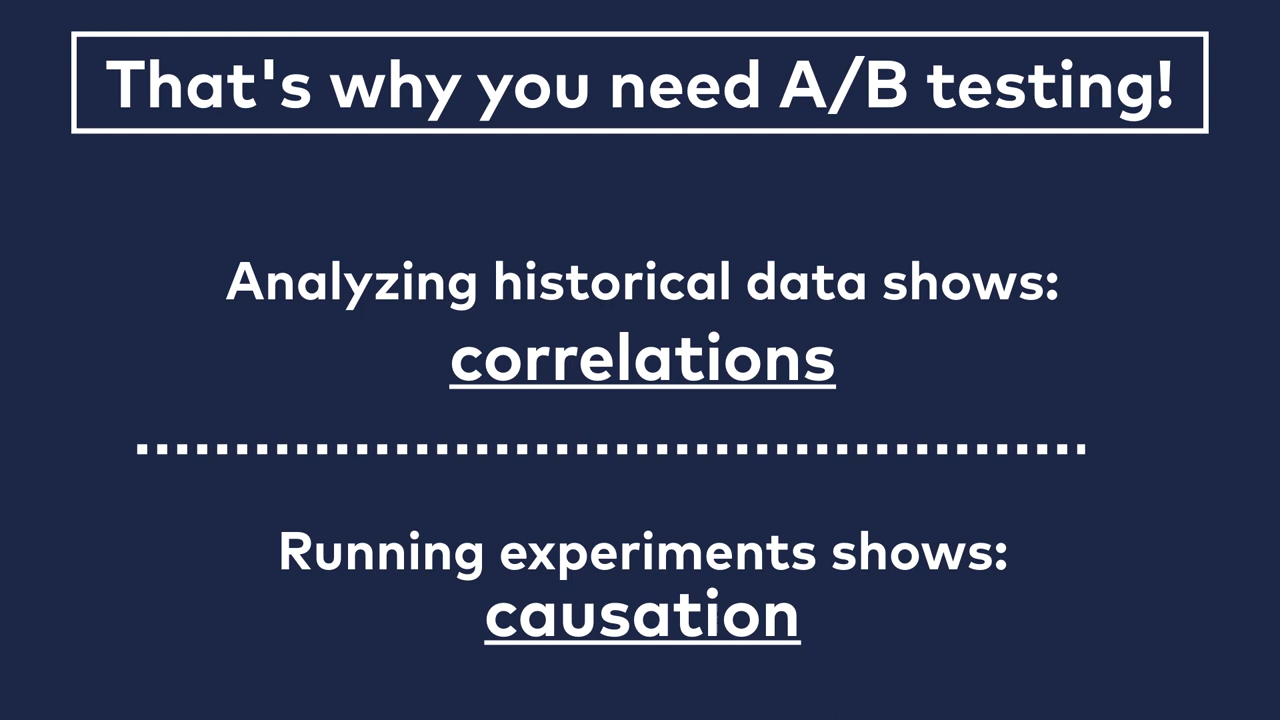 That's why you need A/B testing!
Analyzing historical data shows:
correlations
Running experiments shows:
causation